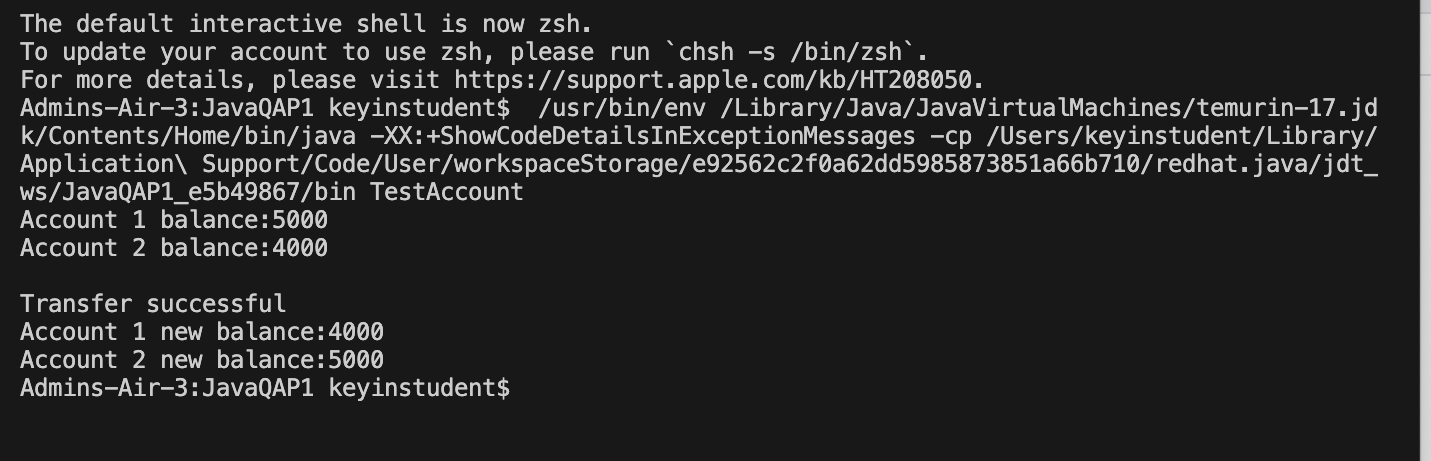 The default interactive shell is now zsh.
To update your account to use zsh, please run `chsh -s /bin/zsh`.
For more details, please visit https://support.apple.com/kb/HT208050.
Admins-Air-3:JavaQAP1 keyinstudent$  /usr/bin/env /Library/Java/JavaVirtualMachines/temurin-17.jd
k/Contents/Home/bin/java -XX:+ShowCodeDetailsInExceptionMessages -cp /Users/keyinstudent/Library/
Application\ Support/Code/User/workspaceStorage/e92562c2f0a62dd5985873851a66b710/redhat.java/jdt_
ws/JavaQAP1_e5b49867/bin TestAccount
Account 1 balance:5000
Account 2 balance:4000

Transfer successful
Account 1 new balance:4000
Account 2 new balance:5000
Admins-Air-3:JavaQAP1 keyinstudent$